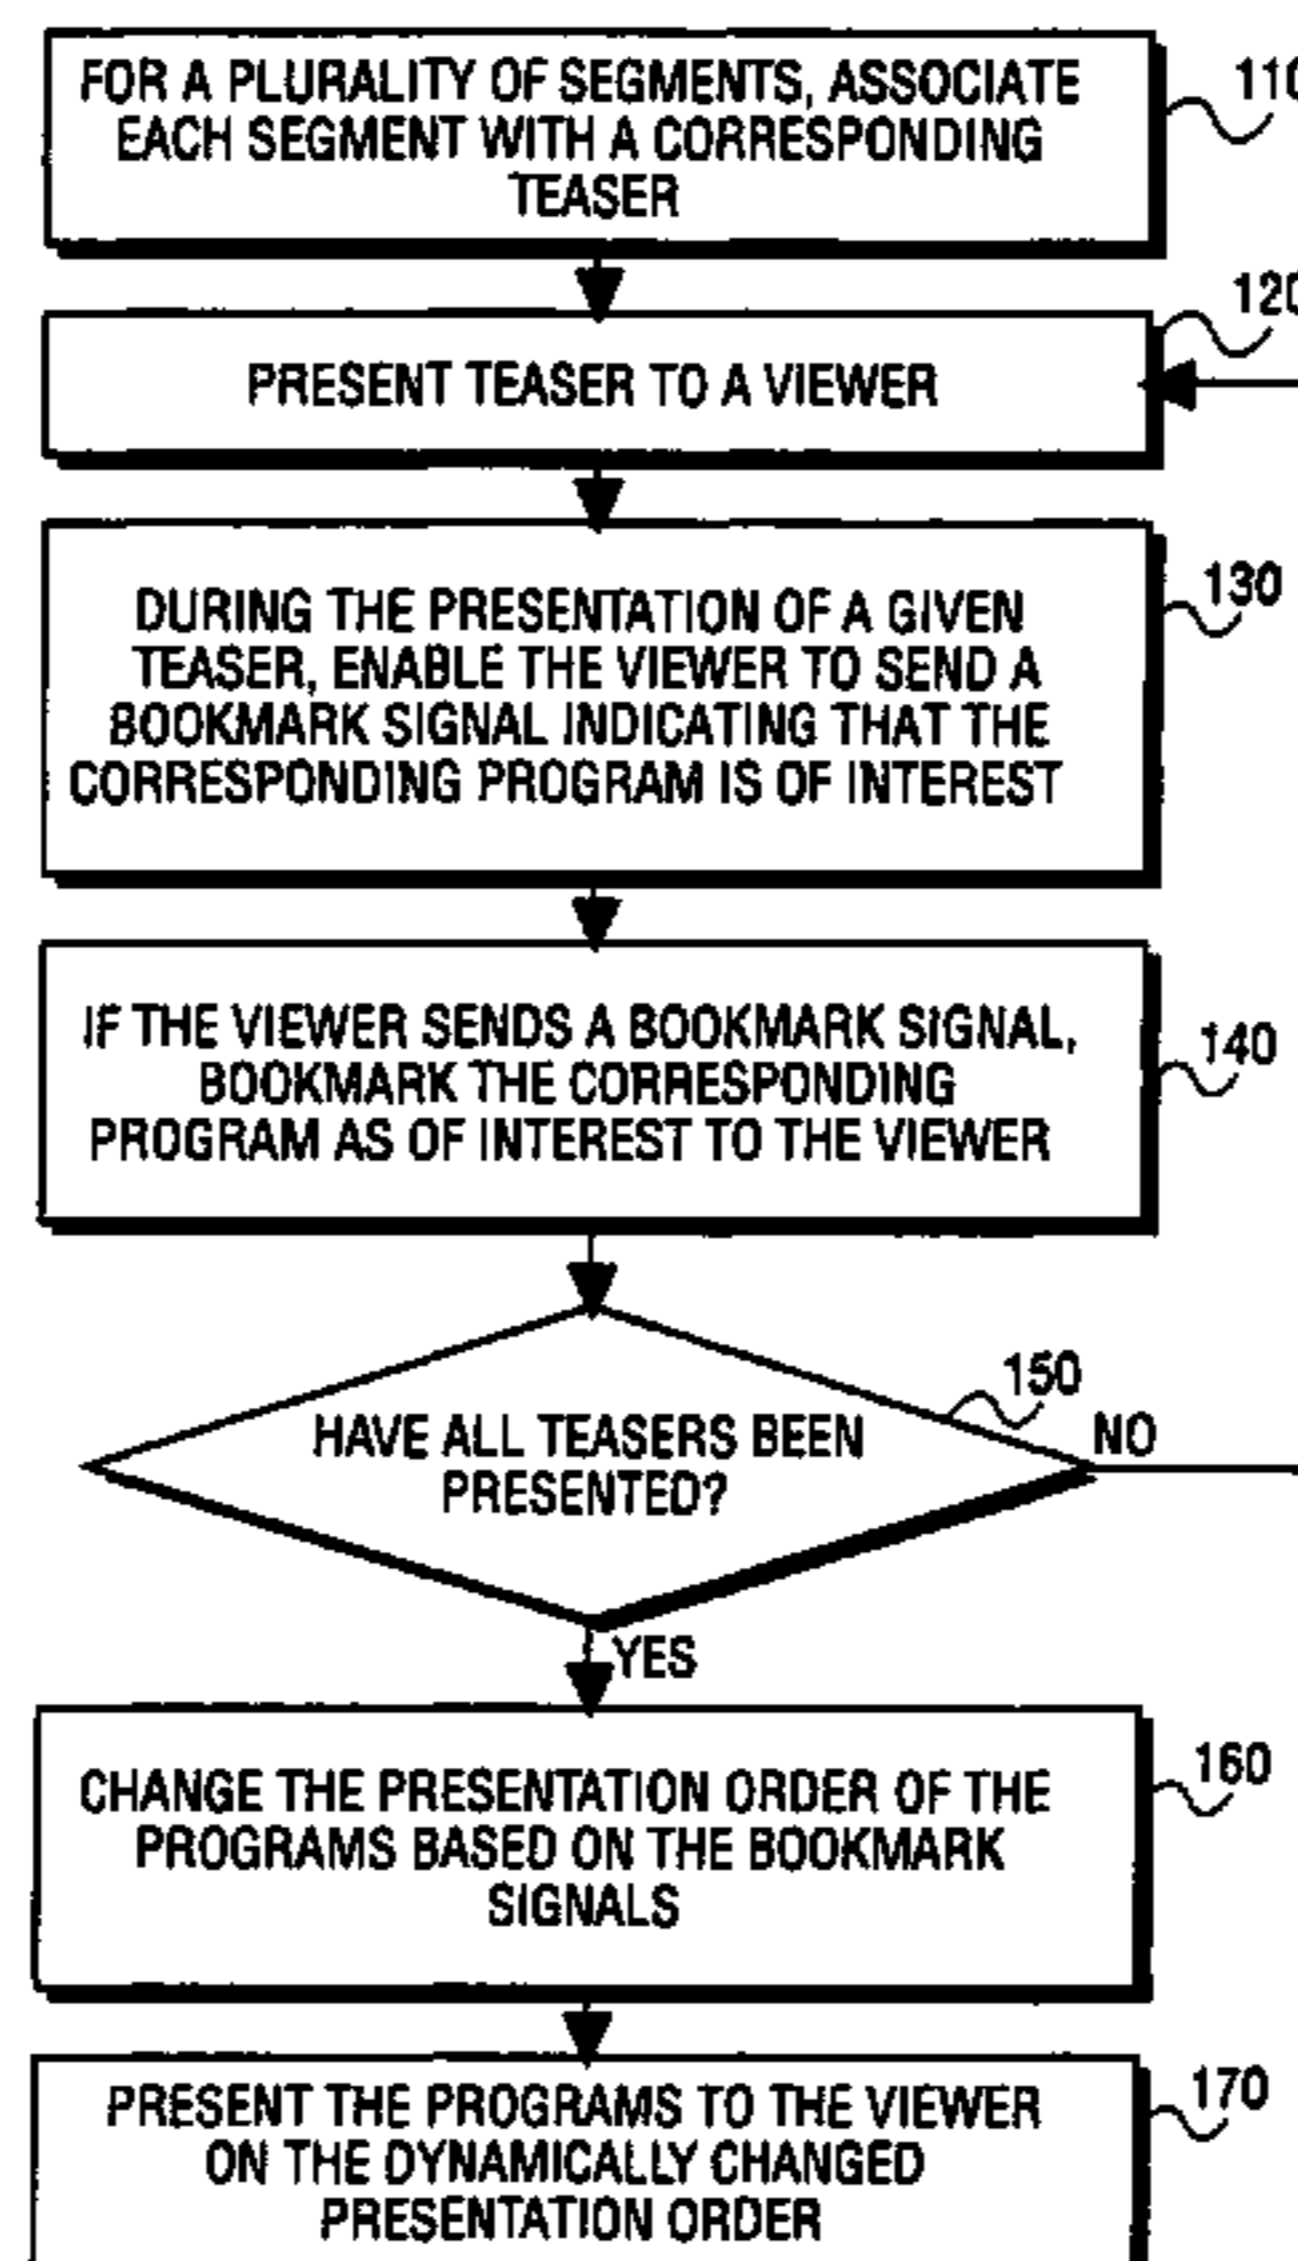 FOR A PLURALITY OF SEGMENTS, ASSOCIATE
EACH SEGMENT WITH A CORRESPONDING
TEASER
110
PRESENT TEASER TO A VIEWER
120
DURING THE PRESENTATION OF A GIVEN
TEASER, ENABLE THE VIEWER TO SEND A
BOOKMARK SIGNAL INDICATING THAT THE
CORRESPONDING PROGRAM IS OF INTEREST
130
IF THE VIEWER SENDS A BOOKMARK SIGNAL,
BOOKMARK THE CORRESPONDING
PROGRAM AS OF INTEREST TO THE VIEWER
140
HAVE ALL TEASERS BEEN
PRESENTED?
150
NO
YES
CHANGE THE PRESENTATION ORDER OF THE
PROGRAMS BASED ON THE BOOKMARK
SIGNALS
160
PRESENT THE PROGRAMS TO THE VIEWER
ON THE DYNAMICALLY CHANGED
PRESENTATION ORDER
170